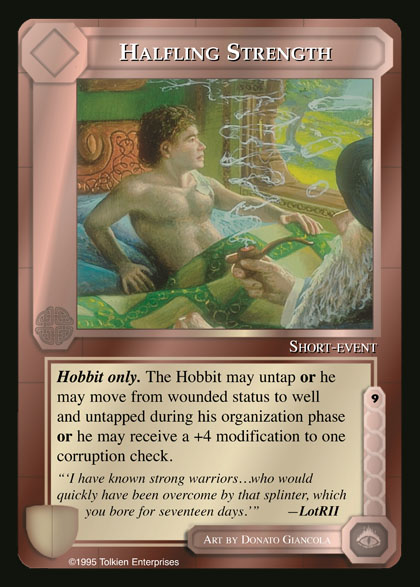 HALFLING STRENGTH
SHORT-EVENT
Hobbit only. The Hobbit may untap or he
may move from wounded status to well
and untapped during his organization phase
or he may receive a +4 modification to one
corruption check.
9
“‘I have known strong warriors…who would
quickly have been overcome by that splinter, which
you bore for seventeen days.’” —LotRII
ART BY DONATO GIANCOLA
©1995 Tolkien Enterprises